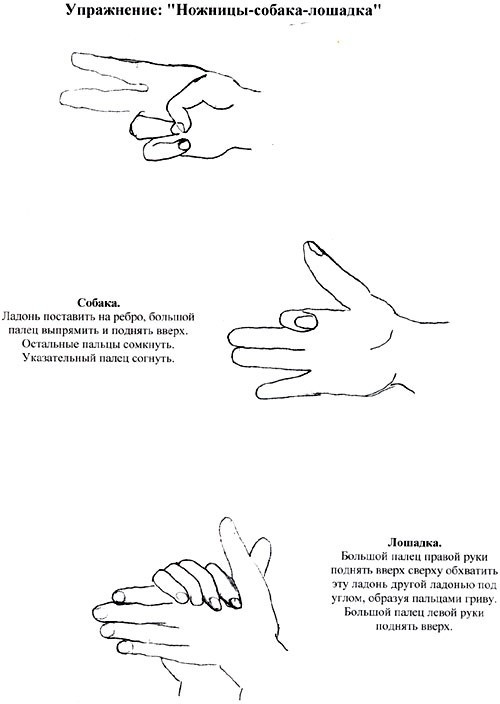 Упражнение: "Ножницы-собака-лошадка"
Собака.
Ладонь поставить на ребро, большой
палец выпрямить и поднять вверх.
Остальные пальцы сомкнуть.
Указательный палец согнуть.
Лошадка.
Большой палец правой руки
поднять вверх сверху обхватить
эту ладонь другой ладонью под
углом, образуя пальцами гриву.
Большой палец левой руки
поднять вверх.